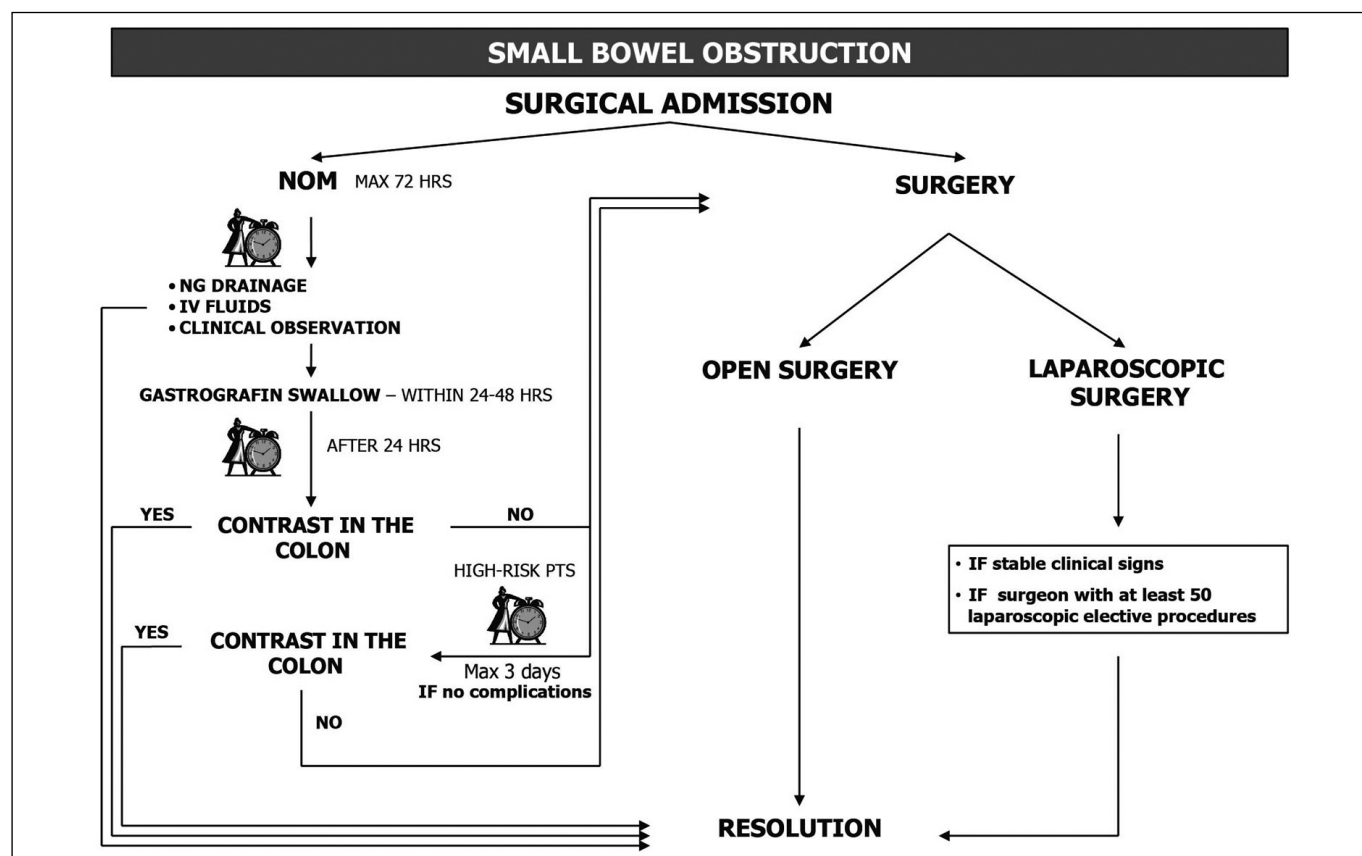 SMALL BOWEL OBSTRUCTION
SURGICAL ADMISSION
NOM MAX 72 HRS
SURGERY
• NG DRAINAGE
• IV FLUIDS
• CLINICAL OBSERVATION
OPEN SURGERY
LAPAROSCOPIC
SURGERY
GASTROGRAFIN SWALLOW – WITHIN 24-48 HRS
AFTER 24 HRS
YES
CONTRAST IN THE
COLON
NO
HIGH-RISK PTS
• IF stable clinical signs
• IF surgeon with at least 50
laparoscopic elective procedures
YES
CONTRAST IN THE
COLON
Max 3 days
IF no complications
NO
RESOLUTION